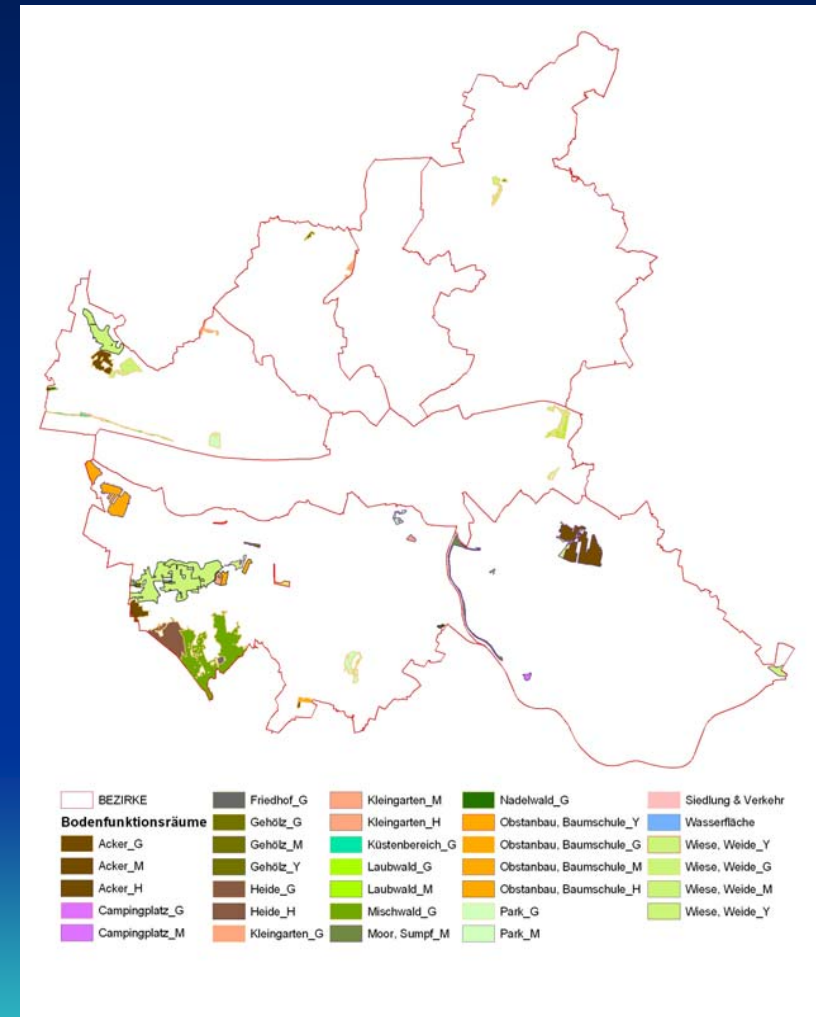 BEZIRKE
Bodenfunktionsräume
Acker_G
Acker_M
Acker_H
Campingplatz_G
Campingplatz_M
Friedhof_G
Gehölz_G
Gehölz_M
Gehölz_Y
Heide_G
Heide_H
Kleingarten_G
Kleingarten_M
Kleingarten_H
Küstenbereich_G
Laubwald_G
Laubwald_M
Mischwald_G
Moor, Sumpf_M
Nadelwald_G
Obstanbau, Baumschule_Y
Obstanbau, Baumschule_G
Obstanbau, Baumschule_M
Obstanbau, Baumschule_H
Park_G
Park_M
Siedlung & Verkehr
Wasserfläche
Wiese, Weide_Y
Wiese, Weide_G
Wiese, Weide_M
Wiese, Weide_Y